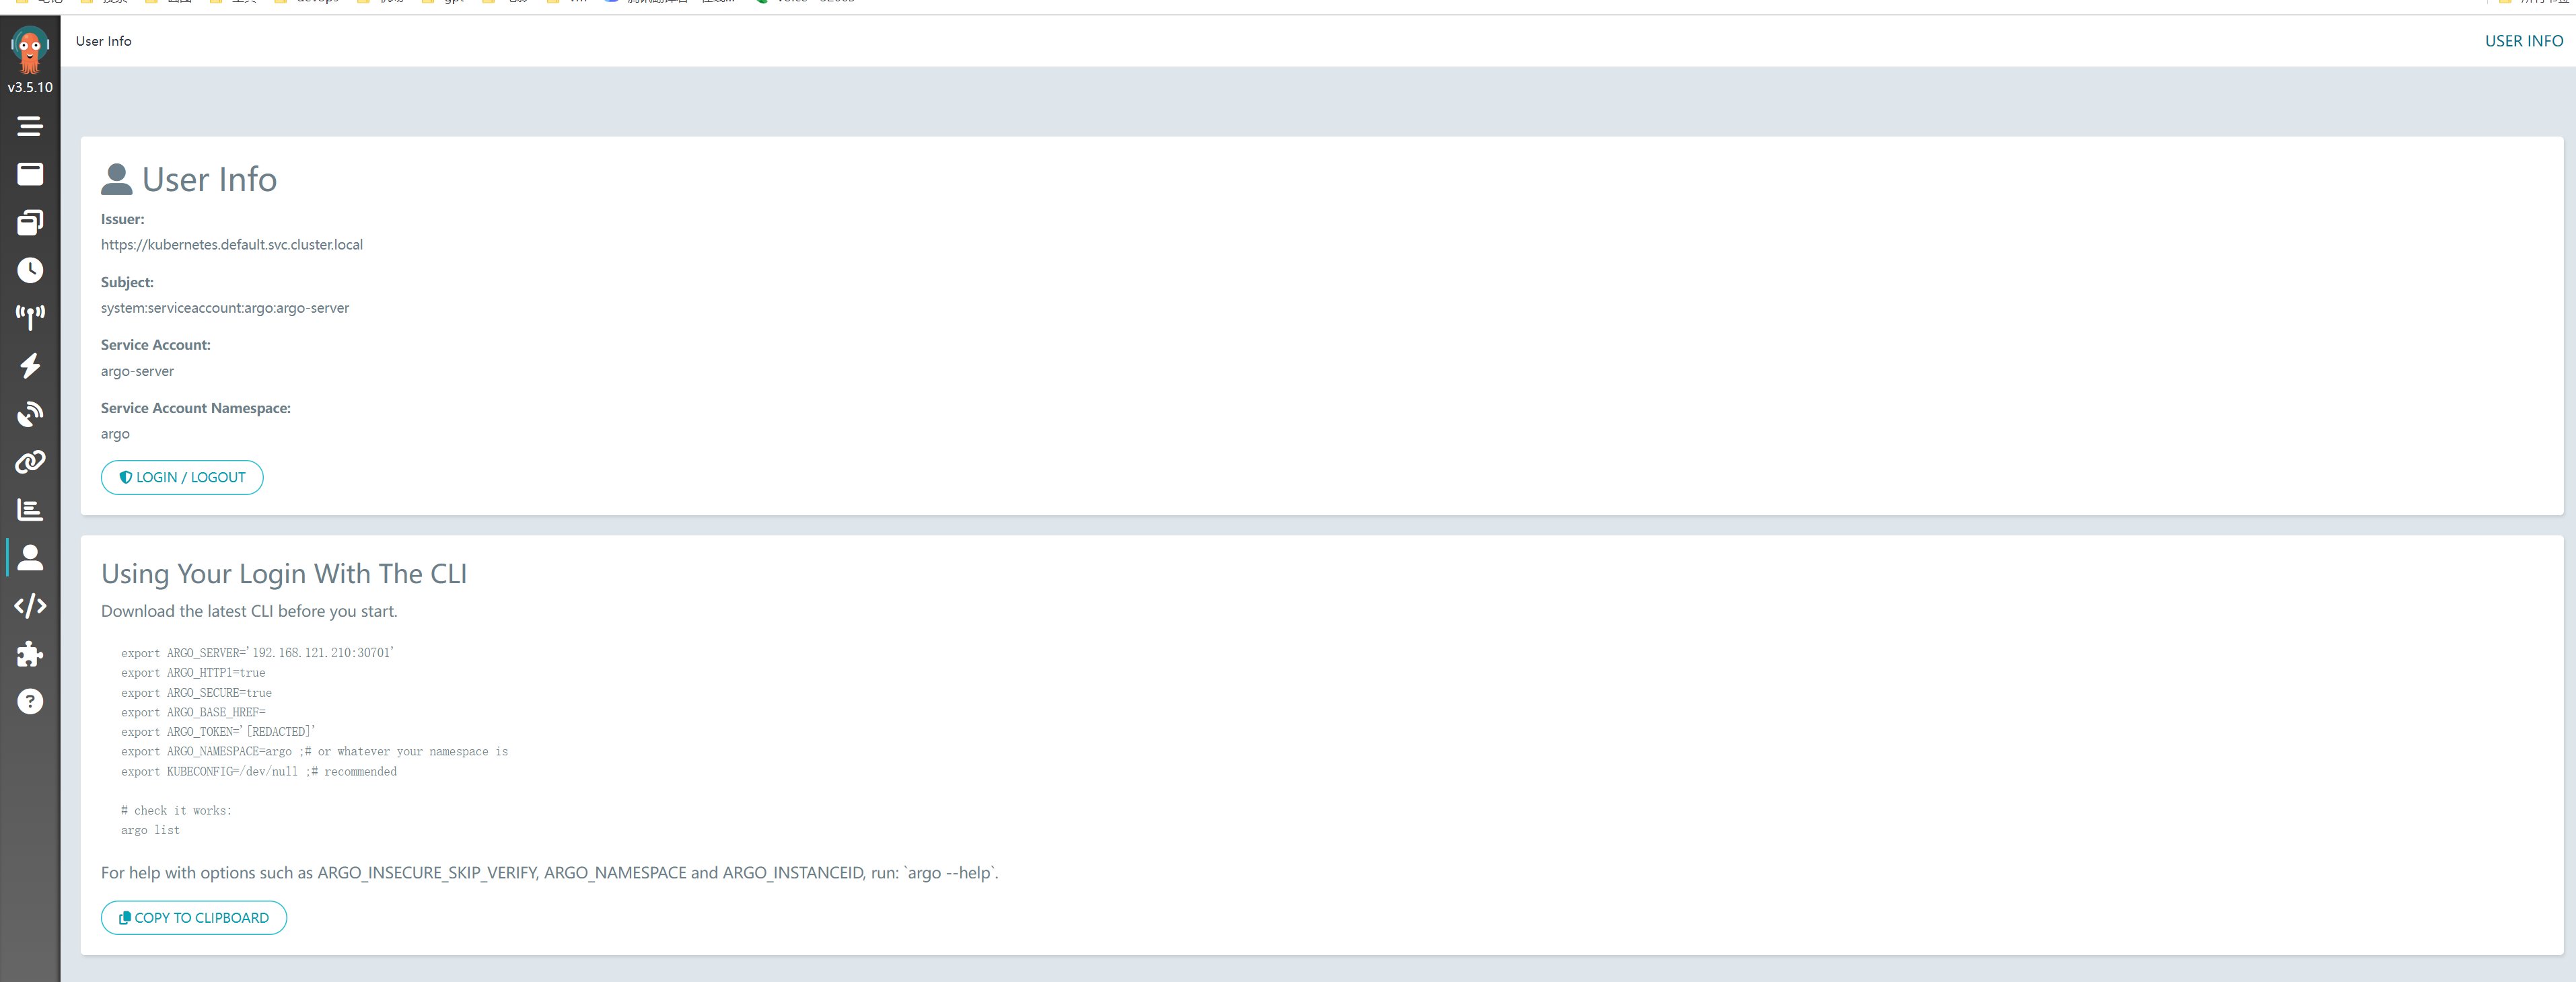 User Info
USER INFO
v3.5.10
User Info
Issuer:
https://kubernetes.default.svc.cluster.local
Subject:
system:serviceaccount:argo:argo-server
Service Account:
argo-server
Service Account Namespace:
argo
LOGIN / LOGOUT
Using Your Login With The CLI
Download the latest CLI before you start.
export ARGO_SERVER='192.168.121.210:30701'
export ARGO_HTTP1=true
export ARGO_SECURE=true
export ARGO_BASE_HREF=
export ARGO_TOKEN='[REDACTED]'
export ARGO_NAMESPACE=argo ;# or whatever your namespace is
export KUBECONFIG=/dev/null ;# recommended
# check it works:
argo list
For help with options such as ARGO_INSECURE_SKIP_VERIFY, ARGO_NAMESPACE and ARGO_INSTANCEID, run: `argo --help`.
COPY TO CLIPBOARD